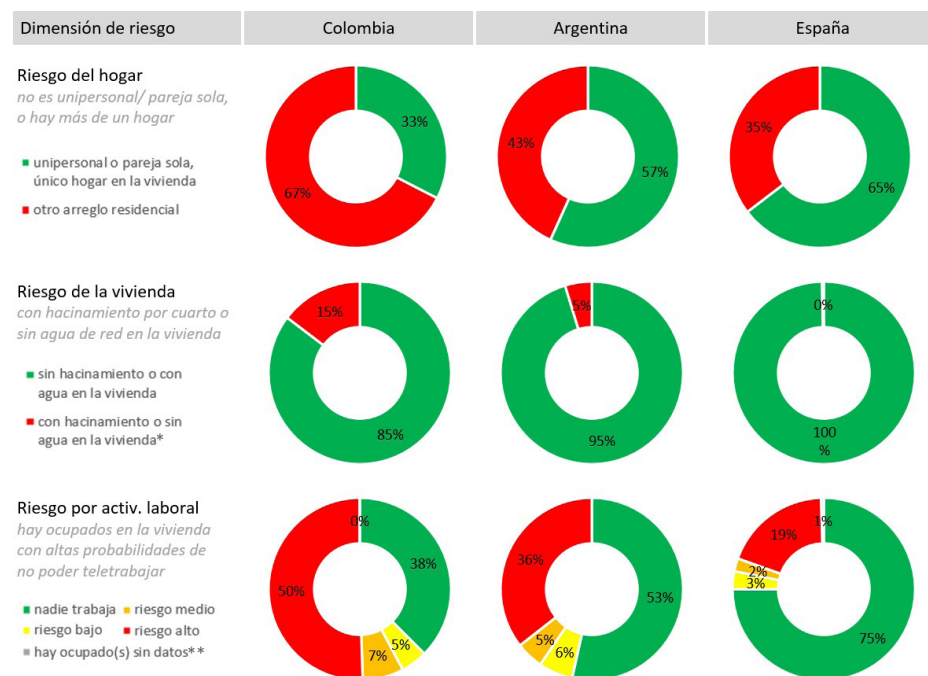 Dimensión de riesgo Colombia Argentina España
Riesgo del hogar
no es unipersonal/ pareja sola,
o hay más de un hogar
unipersonal o pareja sola,
único hogar en la vivienda
otro arreglo residencial
33%
67%
43%
57%
35%
65%
Riesgo de la vivienda
con hacinamiento por cuarto o
sin agua de red en la vivienda
sin hacinamiento o con
agua en la vivienda
con hacinamiento o sin
agua en la vivienda*
15%
85%
5%
95%
0%
100
%
Riesgo por activ. laboral
hay ocupados en la vivienda
con altas probabilidades de
no poder teletrabajar
nadie trabaja riesgo medio
riesgo bajo riesgo alto
hay ocupado(s) sin datos**
0%
38%
50%
5%
7%
36%
53%
5%
6%
1%
19%
2%
3%
75%